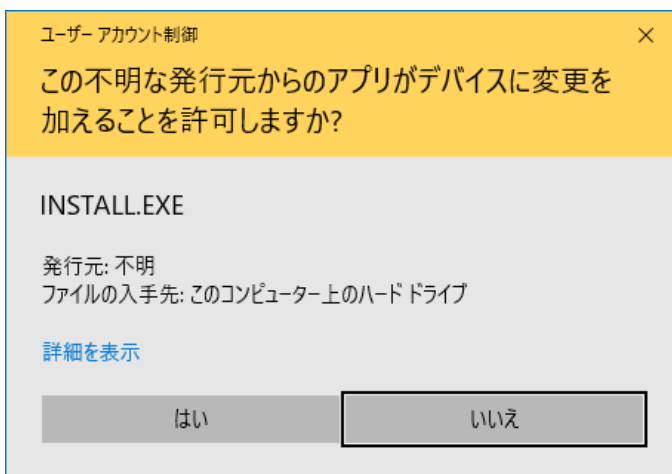 ユーザー アカウント制御
この不明な発行元からのアプリがデバイスに変更を
加えることを許可しますか?
INSTALL.EXE
発行元: 不明
ファイルの入手先: このコンピューター上のハード ドライブ
詳細を表示
はい
いいえ